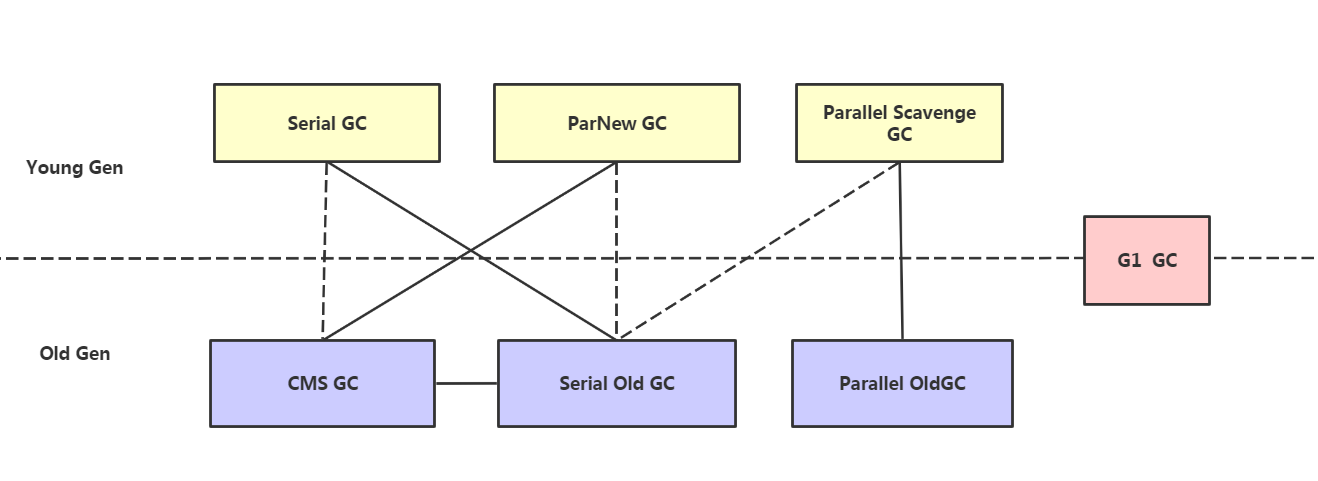 Serial GC
ParNew GC
Parallel Scavenge
GC
Young Gen
G1 GC
Old Gen
CMS GC
Serial Old GC
Parallel OldGC